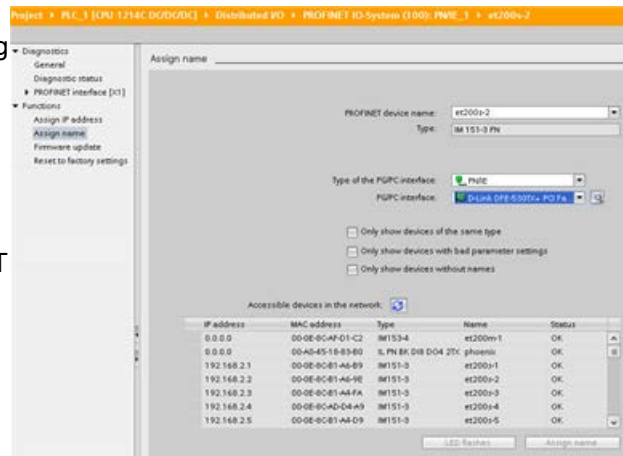 Project ▸ PLC_1 [CPU 1214C DC/DC/DC] ▸ Distributed I/O ▸ PROFINET IO-System (100): PN/IE_1 ▸ et200s-2
g
Diagnostics
General
Diagnostic status
PROFINET interface [X1]
Functions
Assign IP address
Assign name
Firmware update
Reset to factory settings
T
Assign name
PROFINET device name: et200s-2
Type: IM 151-3 PN
Type of the PG/PC interface: PN/IE
PG/PC interface: D-Link DFE-530TX+ PCI Fa...
Only show devices of the same type
Only show devices with bad parameter settings
Only show devices without names
Accessible devices in the network:
IP address MAC address Type Name Status
0.0.0.0 00-0E-8C-AF-D1-C2 IM153-4 et200m-1 OK
0.0.0.0 00-A0-45-18-83-B0 IL PN BK DI8 DO4 2TX phoenix OK
192.168.2.1 00-0E-8C-B1-A6-B9 IM151-3 et200s-1 OK
192.168.2.2 00-0E-8C-B1-A6-9E IM151-3 et200s-2 OK
192.168.2.3 00-0E-8C-B1-A4-FA IM151-3 et200s-3 OK
192.168.2.4 00-0E-8C-AD-D4-A9 IM151-3 et200s-4 OK
192.168.2.5 00-0E-8C-B1-A4-D9 IM151-3 et200s-5 OK
LED flashes Assign name